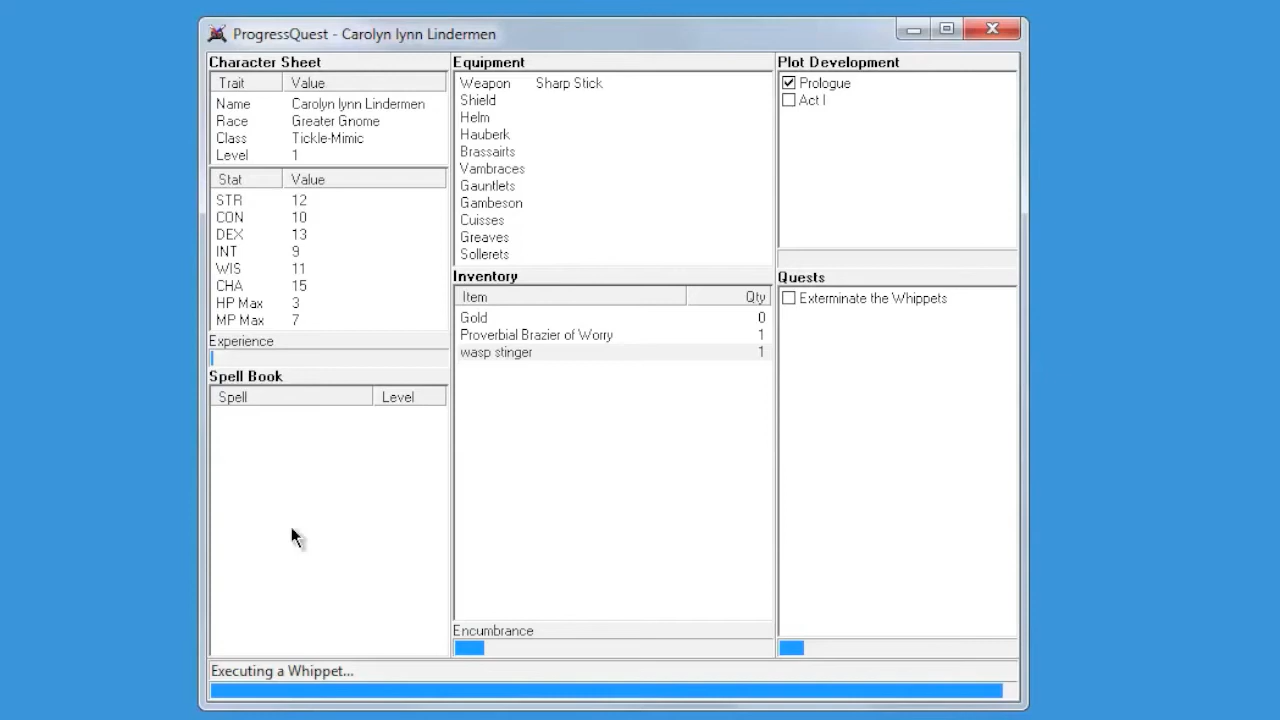 ProgressQuest - Carolyn lynn Lindermen
Character Sheet
Trait Value
Name Carolyn lynn Lindermen
Race Greater Gnome
Class Tickle-Mimic
Level 1
Stat Value
STR 12
CON 10
DEX 13
INT 9
WIS 11
CHA 15
HP Max 3
MP Max 7
Experience
Spell Book
Spell Level
Equipment
Weapon Sharp Stick
Shield
Helm
Hauberk
Brassairts
Vambraces
Gauntlets
Gambeson
Cuisses
Greaves
Sollerets
Inventory
Item Qty
Gold 0
Proverbial Brazier of Worry 1
wasp stinger 1
Encumbrance
Plot Development
Prologue
Act I
Quests
Exterminate the Whippets
Executing a Whippet...